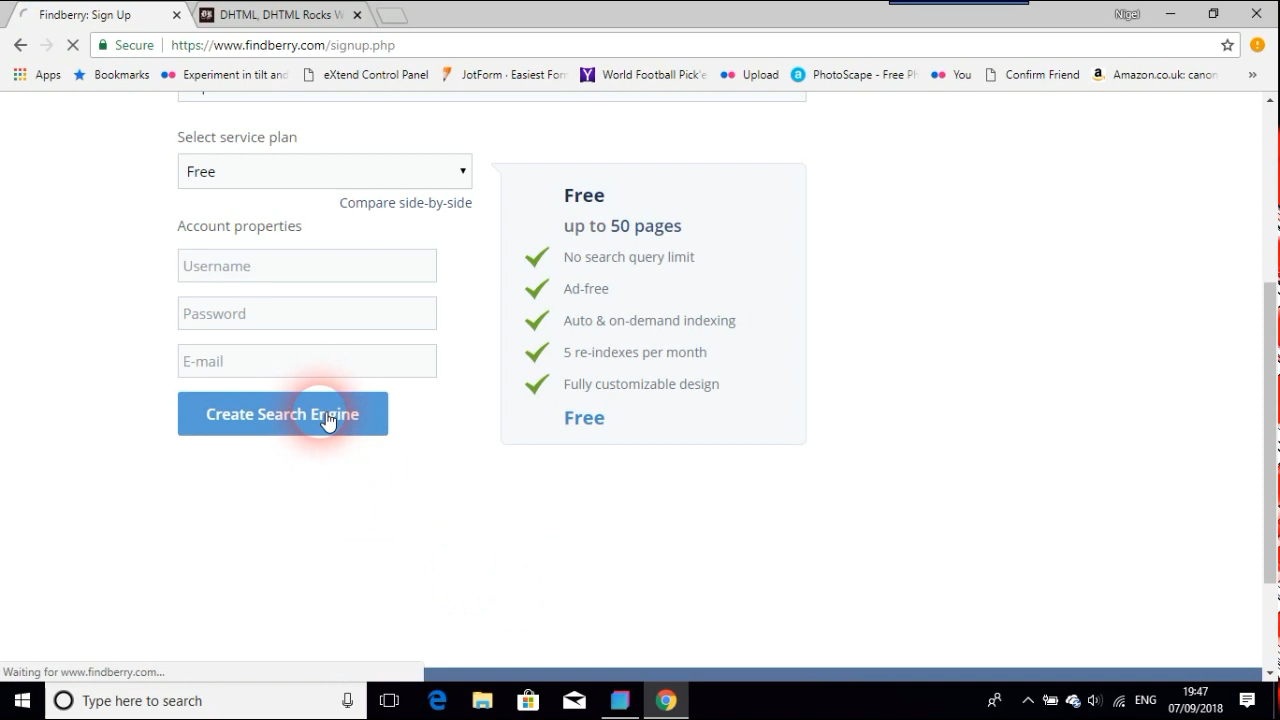 Findberry: Sign Up
DHTML, DHTML Rocks W
Nigel
Secure
https://www.findberry.com/signup.php
Apps
Bookmarks
Experiment in tilt and
eXtend Control Panel
JotForm · Easiest For
World Football Pick'e
Upload
PhotoScape - Free Ph
You
Confirm Friend
Amazon.co.uk: canon
»
Select service plan
Free
Compare side-by-side
Account properties
Username
Password
E-mail
Create Search Engine
Free
up to 50 pages
No search query limit
Ad-free
Auto & on-demand indexing
5 re-indexes per month
Fully customizable design
Free
Waiting for www.findberry.com...
Type here to search
ENG
19:47
07/09/2018